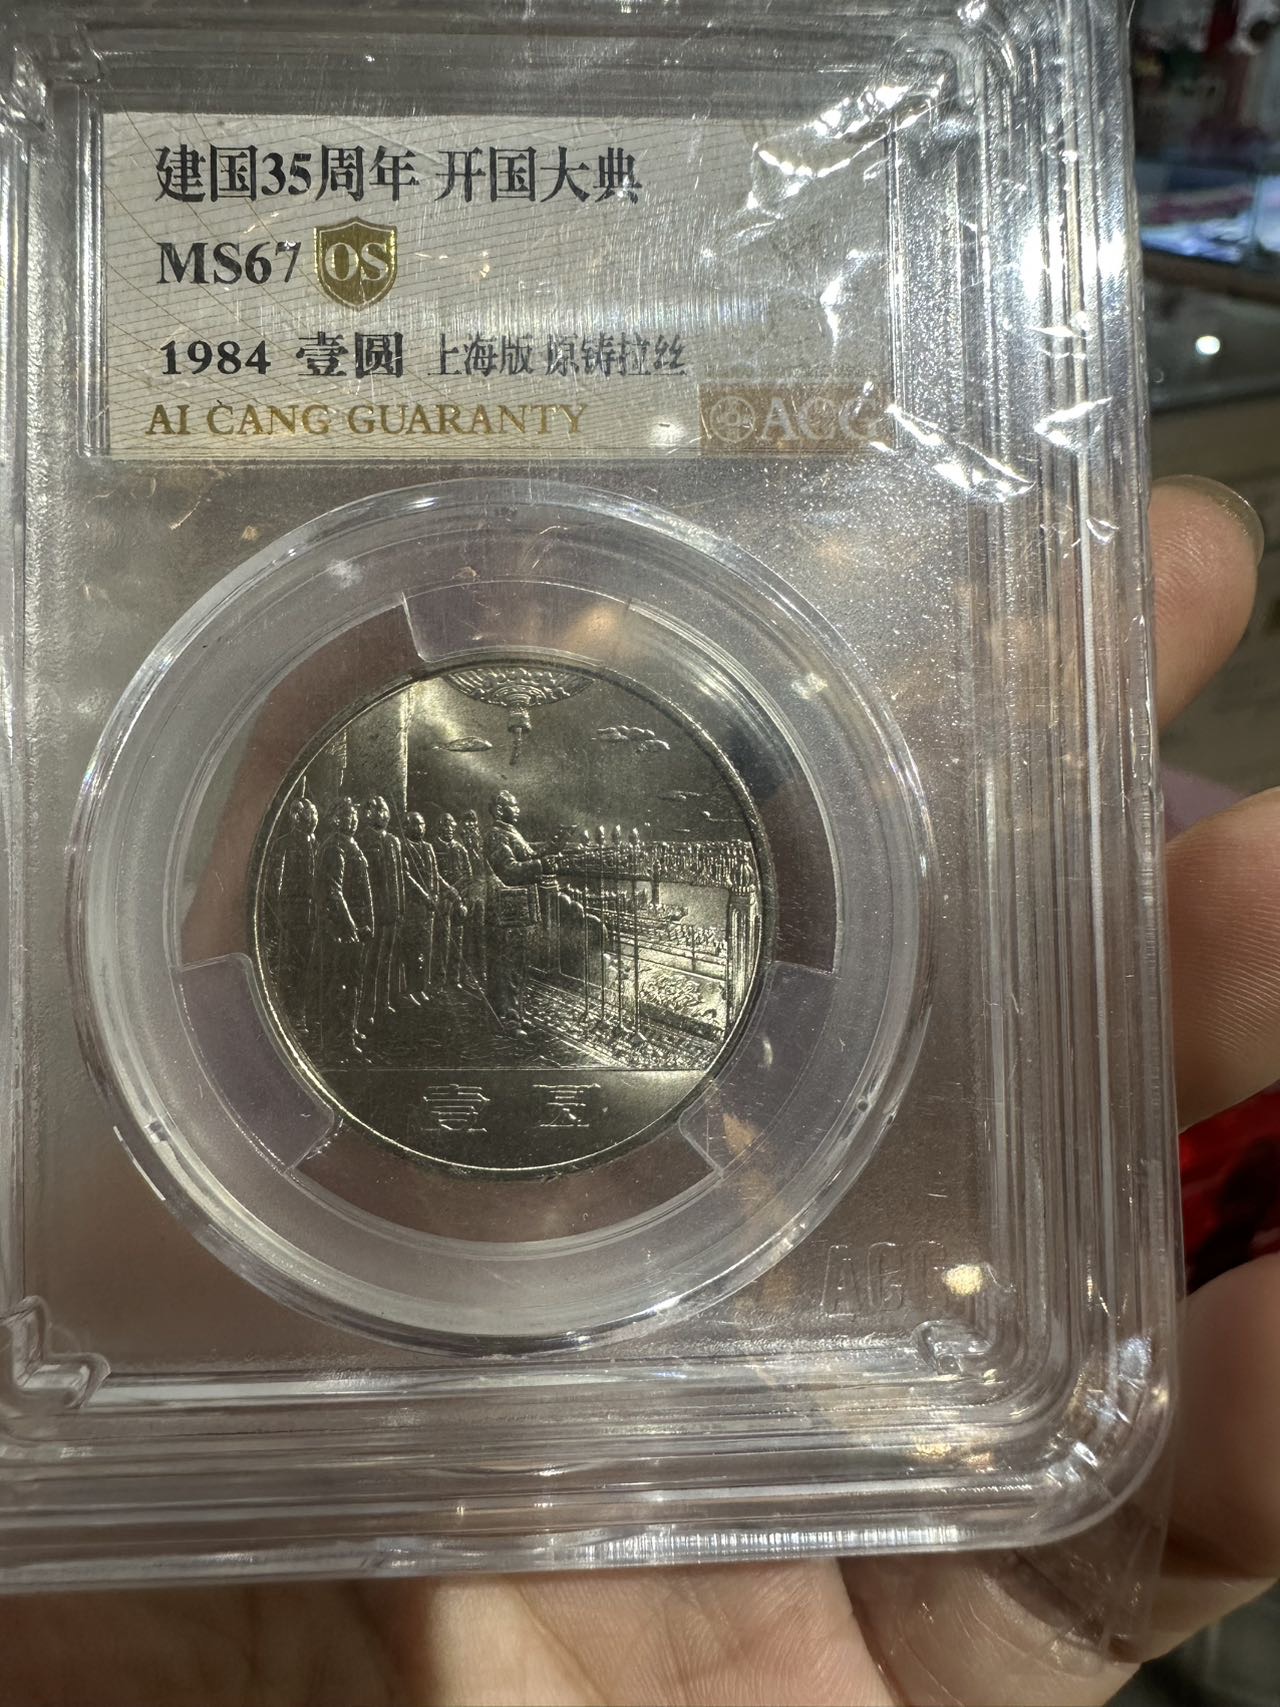 建国35周年 开国大典
MS67 OS
1984 壹圆 上海版 原铸拉丝
AI CANG GUARANTY ACG
壹 圆
ACG